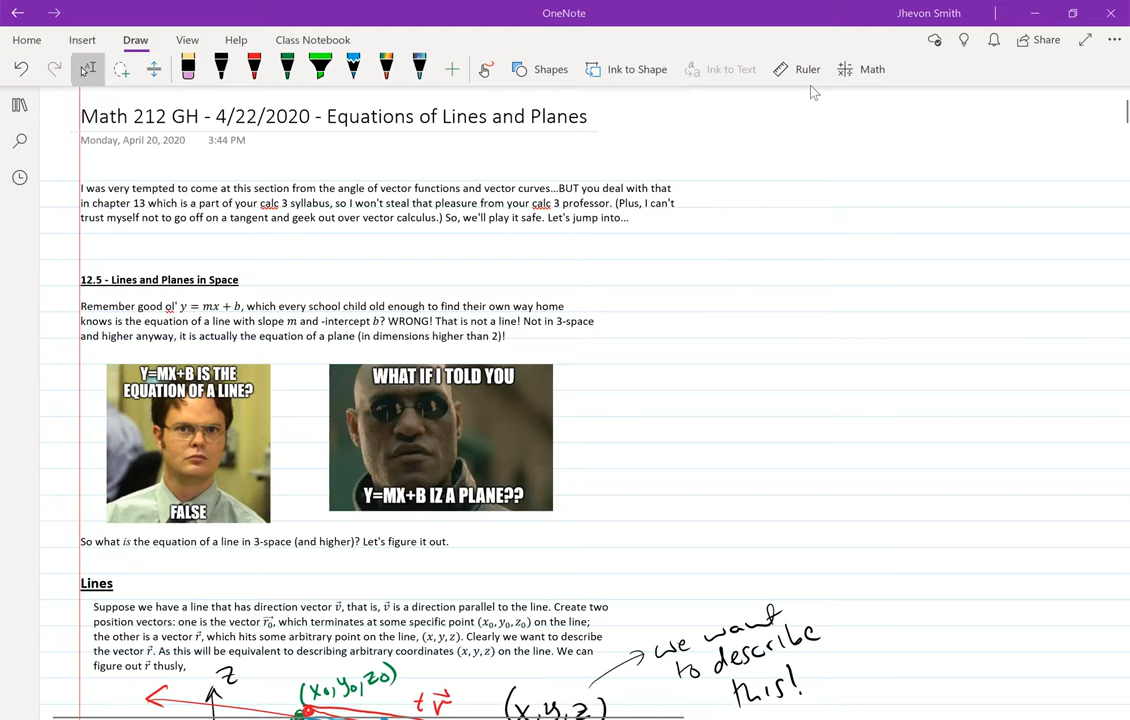 OneNote
Jhevon Smith
Home
Insert
Draw
View
Help
Class Notebook
Share
Shapes
Ink to Shape
Ink to Text
Ruler
Math
Math 212 GH - 4/22/2020 - Equations of Lines and Planes
Monday, April 20, 2020 3:44 PM
I was very tempted to come at this section from the angle of vector functions and vector curves...BUT you deal with that
in chapter 13 which is a part of your calc 3 syllabus, so I won't steal that pleasure from your calc 3 professor. (Plus, I can't
trust myself not to go off on a tangent and geek out over vector calculus.) So, we'll play it safe. Let's jump into...
12.5 - Lines and Planes in Space
Remember good ol' y = mx + b, which every school child old enough to find their own way home
knows is the equation of a line with slope m and -intercept b? WRONG! That is not a line! Not in 3-space
and higher anyway, it is actually the equation of a plane (in dimensions higher than 2)!
Y=MX+B IS THE
EQUATION OF A LINE?
FALSE
WHAT IF I TOLD YOU
Y=MX+B IZ A PLANE??
So what is the equation of a line in 3-space (and higher)? Let's figure it out.
Lines
Suppose we have a line that has direction vector v⃗, that is, v⃗ is a direction parallel to the line. Create two
position vectors: one is the vector r₀⃗, which terminates at some specific point (x₀, y₀, z₀) on the line;
the other is a vector r⃗, which hits some arbitrary point on the line, (x, y, z). Clearly we want to describe
the vector r⃗. As this will be equivalent to describing arbitrary coordinates (x, y, z) on the line. We can
figure out r⃗ thusly,
we want
to describe
this!
z
(x₀, y₀, z₀)
t v⃗
(x, y, z)